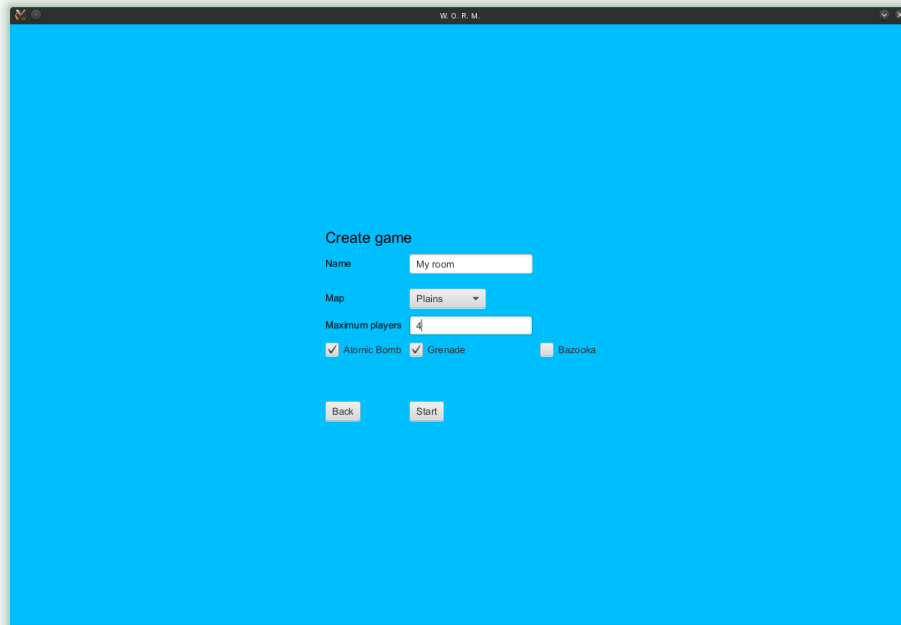 W. O. R. M.
Create game
Name My room
Map Plains
Maximum players 4
Atomic Bomb Grenade Bazooka
Back Start